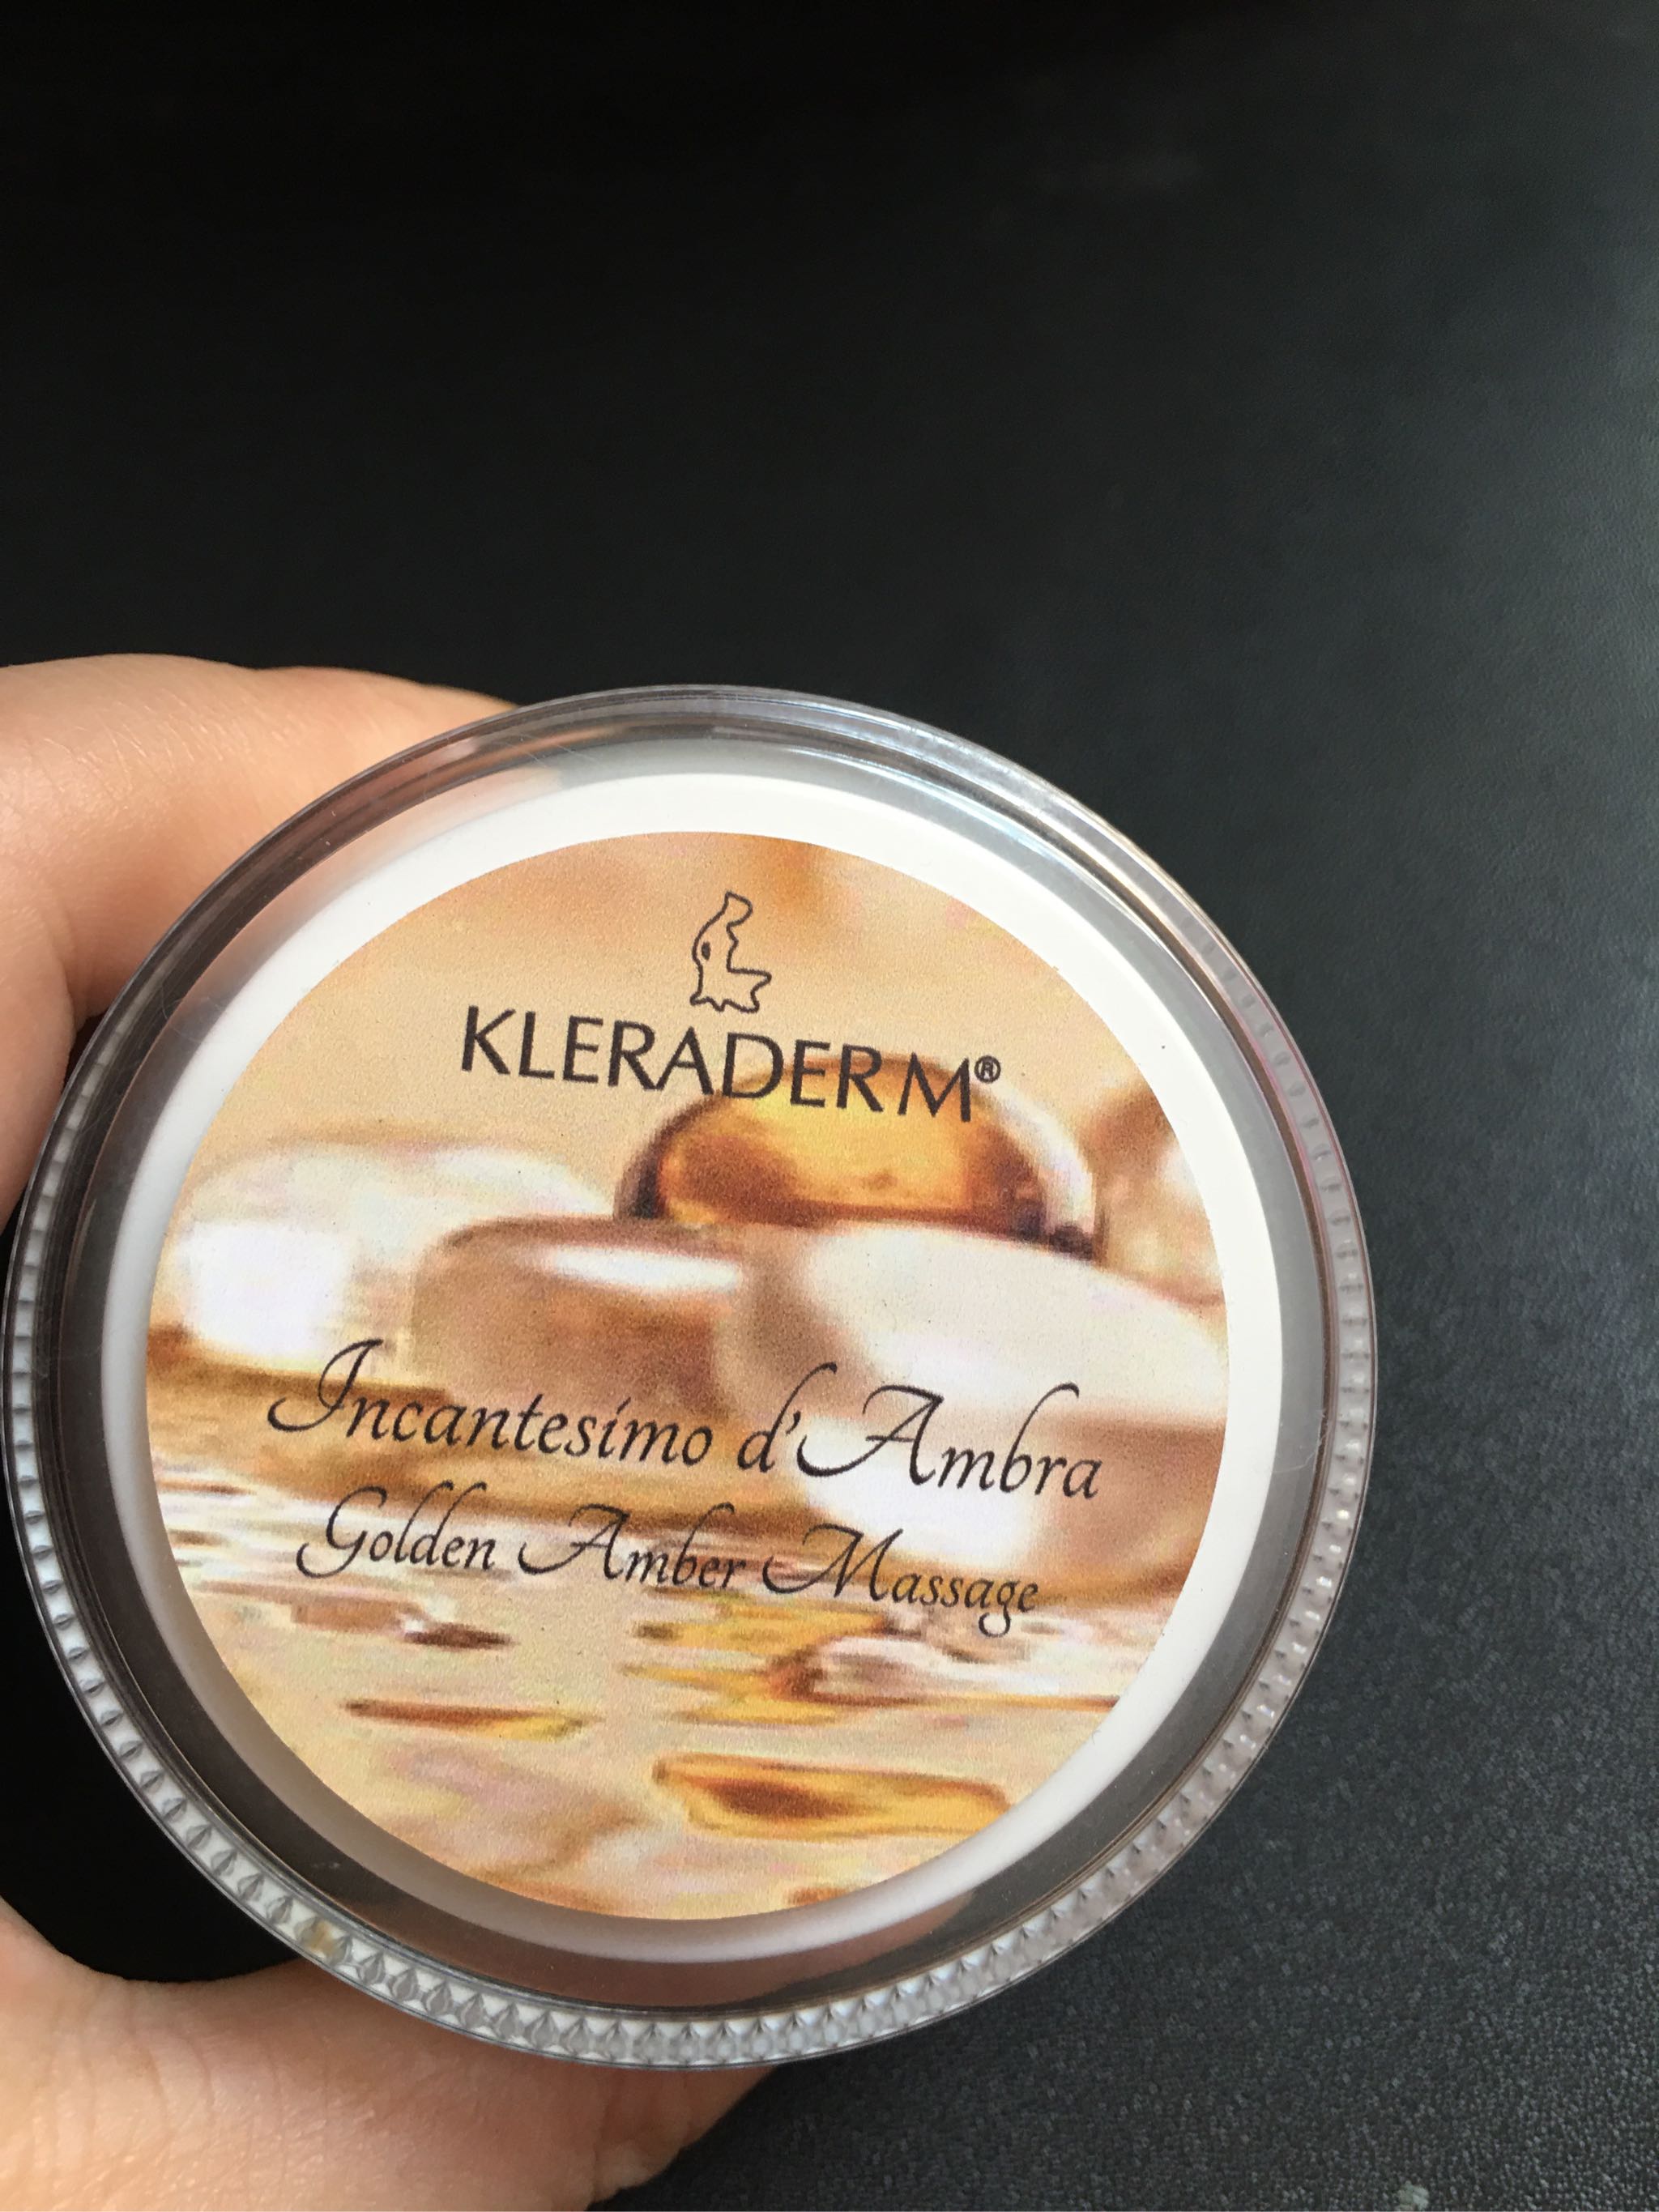 KLERADERM®
Incantesimo d'Ambra
Golden Amber Massage